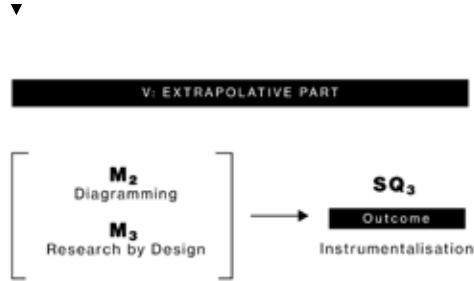 V: EXTRAPOLATIVE PART
M₂
Diagramming
M₃
Research by Design
SQ₃
Outcome
Instrumentalisation